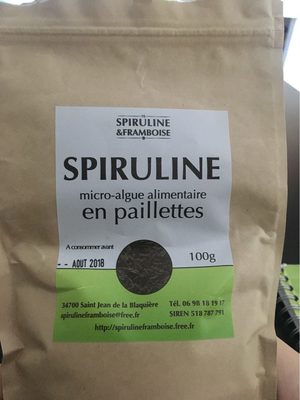 SPIRULINE
&FRAMBOISE
SPIRULINE
micro-algue alimentaire
en paillettes
A consommer avant
-- AOUT 2018
100g
34700 Saint Jean de la Blaquière Tél. 06 98 18 19 17
spirulineframboise@free.fr SIREN 518 787 791
http://spirulineframboise.free.fr